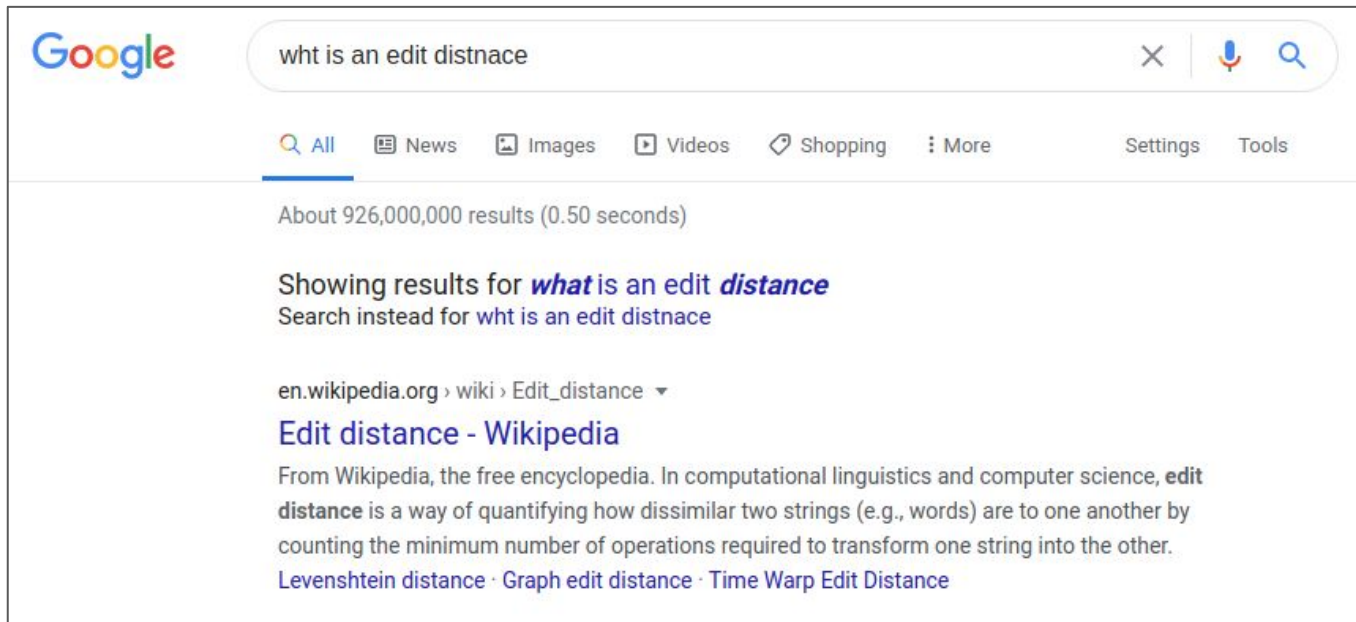 Google wht is an edit distnace
All News Images Videos Shopping More Settings Tools
About 926,000,000 results (0.50 seconds)
Showing results for what is an edit distance
Search instead for wht is an edit distnace
en.wikipedia.org › wiki › Edit_distance
Edit distance - Wikipedia
From Wikipedia, the free encyclopedia. In computational linguistics and computer science, edit
distance is a way of quantifying how dissimilar two strings (e.g., words) are to one another by
counting the minimum number of operations required to transform one string into the other.
Levenshtein distance · Graph edit distance · Time Warp Edit Distance